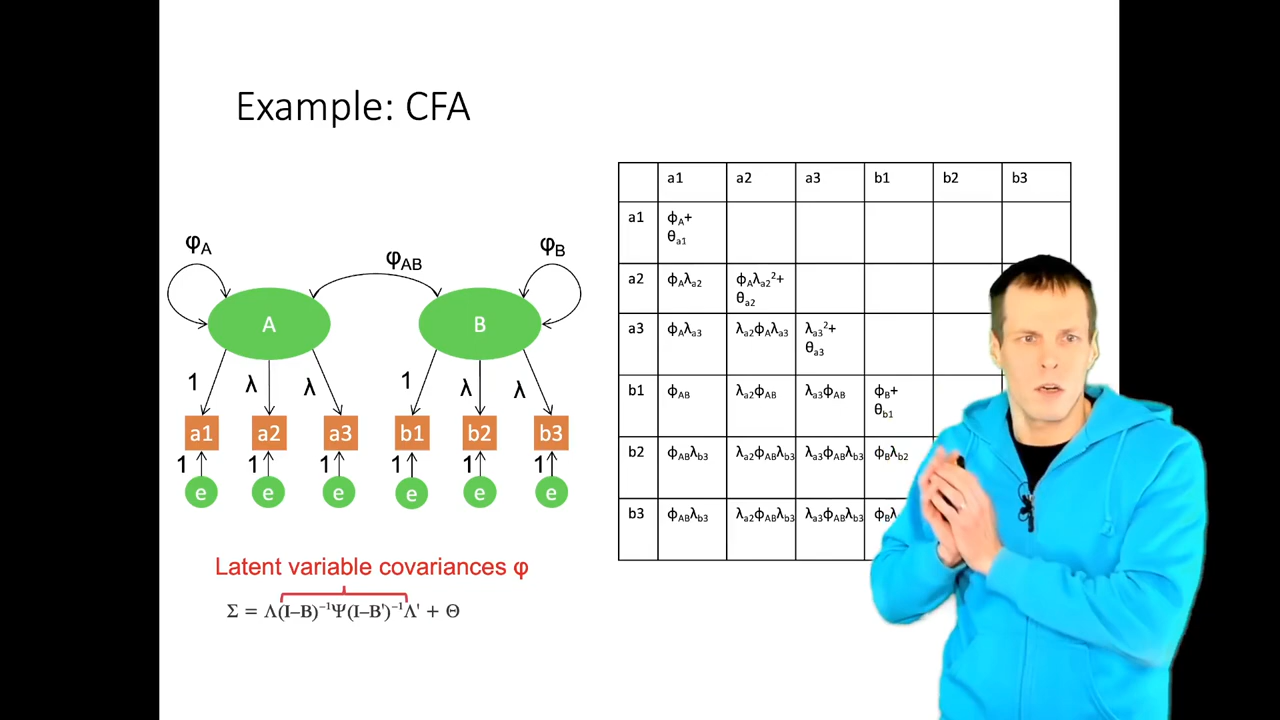 Example: CFA
φA
φAB
φB
A
B
1 λ λ 1 λ λ
a1 a2 a3 b1 b2 b3
1 1 1 1 1 1
e e e e e e
Latent variable covariances φ
Σ = Λ(I–B)⁻¹Ψ(I–B')⁻¹Λ' + Θ
a1 a2 a3 b1 b2 b3
a1 ϕA+
θa1
a2 ϕAλa2 ϕAλa2²+
θa2
a3 ϕAλa3 λa2ϕAλa3 λa3²+
θa3
b1 ϕAB λa2ϕAB λa3ϕAB ϕB+
θb1
b2 ϕABλb3 λa2ϕABλb3 λa3ϕABλb3 ϕBλb2
b3 ϕABλb3 λa2ϕABλb3 λa3ϕABλb3